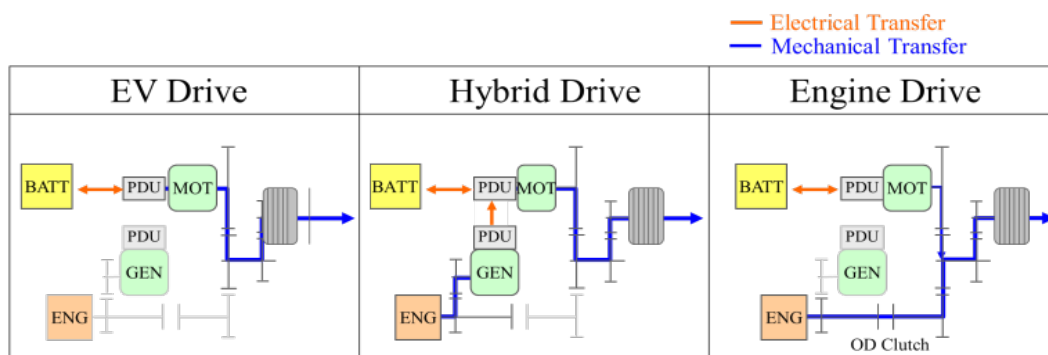 Electrical Transfer
Mechanical Transfer
EV Drive
Hybrid Drive
Engine Drive
BATT
PDU
MOT
PDU
GEN
ENG
BATT
PDU
MOT
PDU
GEN
ENG
BATT
PDU
MOT
PDU
GEN
ENG
OD Clutch